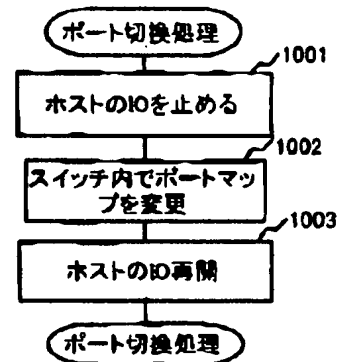 ポート切換処理
1001
ホストのIOを止める
1002
スイッチ内でポートマッ
プを変更
1003
ホストのIO再開
ポート切換処理